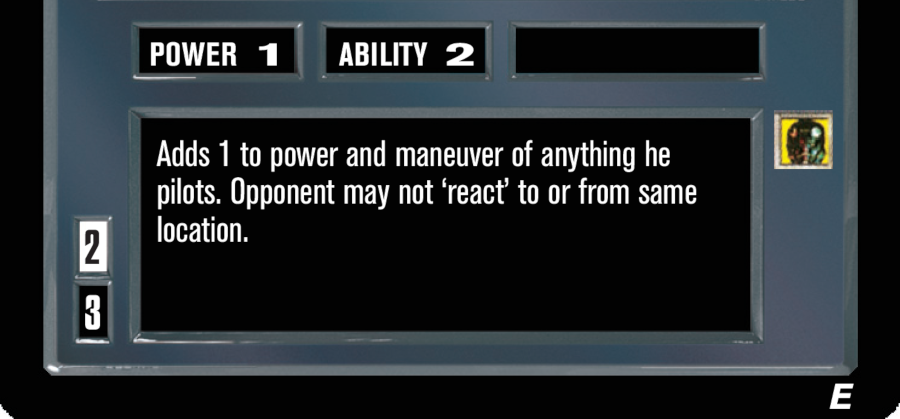 POWER 1 ABILITY 2
Adds 1 to power and maneuver of anything he
pilots. Opponent may not ‘react’ to or from same
location.
2
3
E